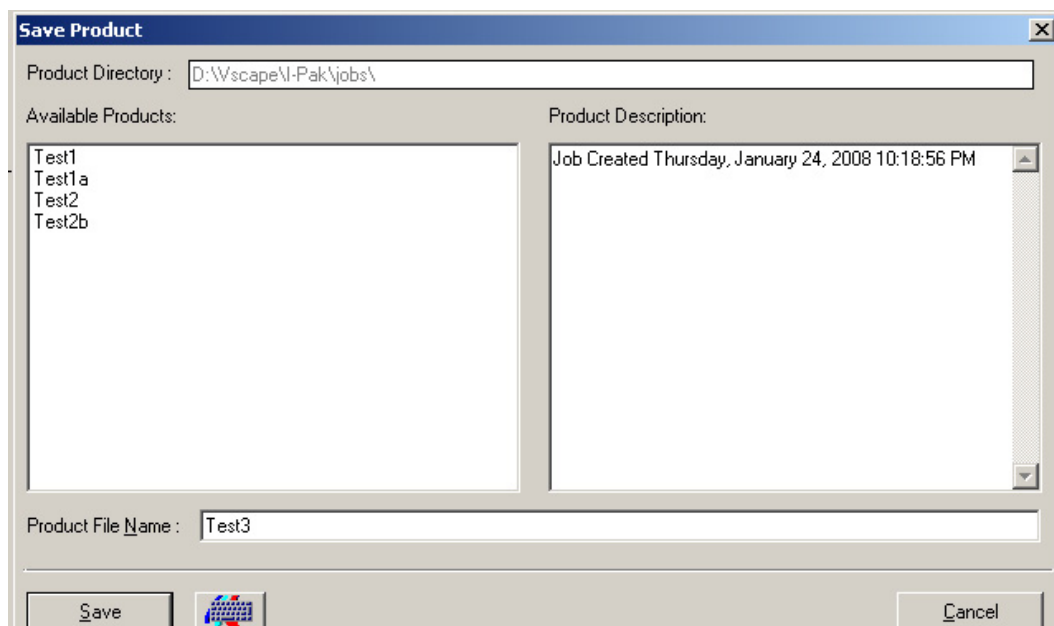 Save Product
Product Directory : D:\Vscape\I-Pak\jobs\
Available Products:
Product Description:
Test1
Test1a
Test2
Test2b
Job Created Thursday, January 24, 2008 10:18:56 PM
Product File Name : Test3
Save
Cancel